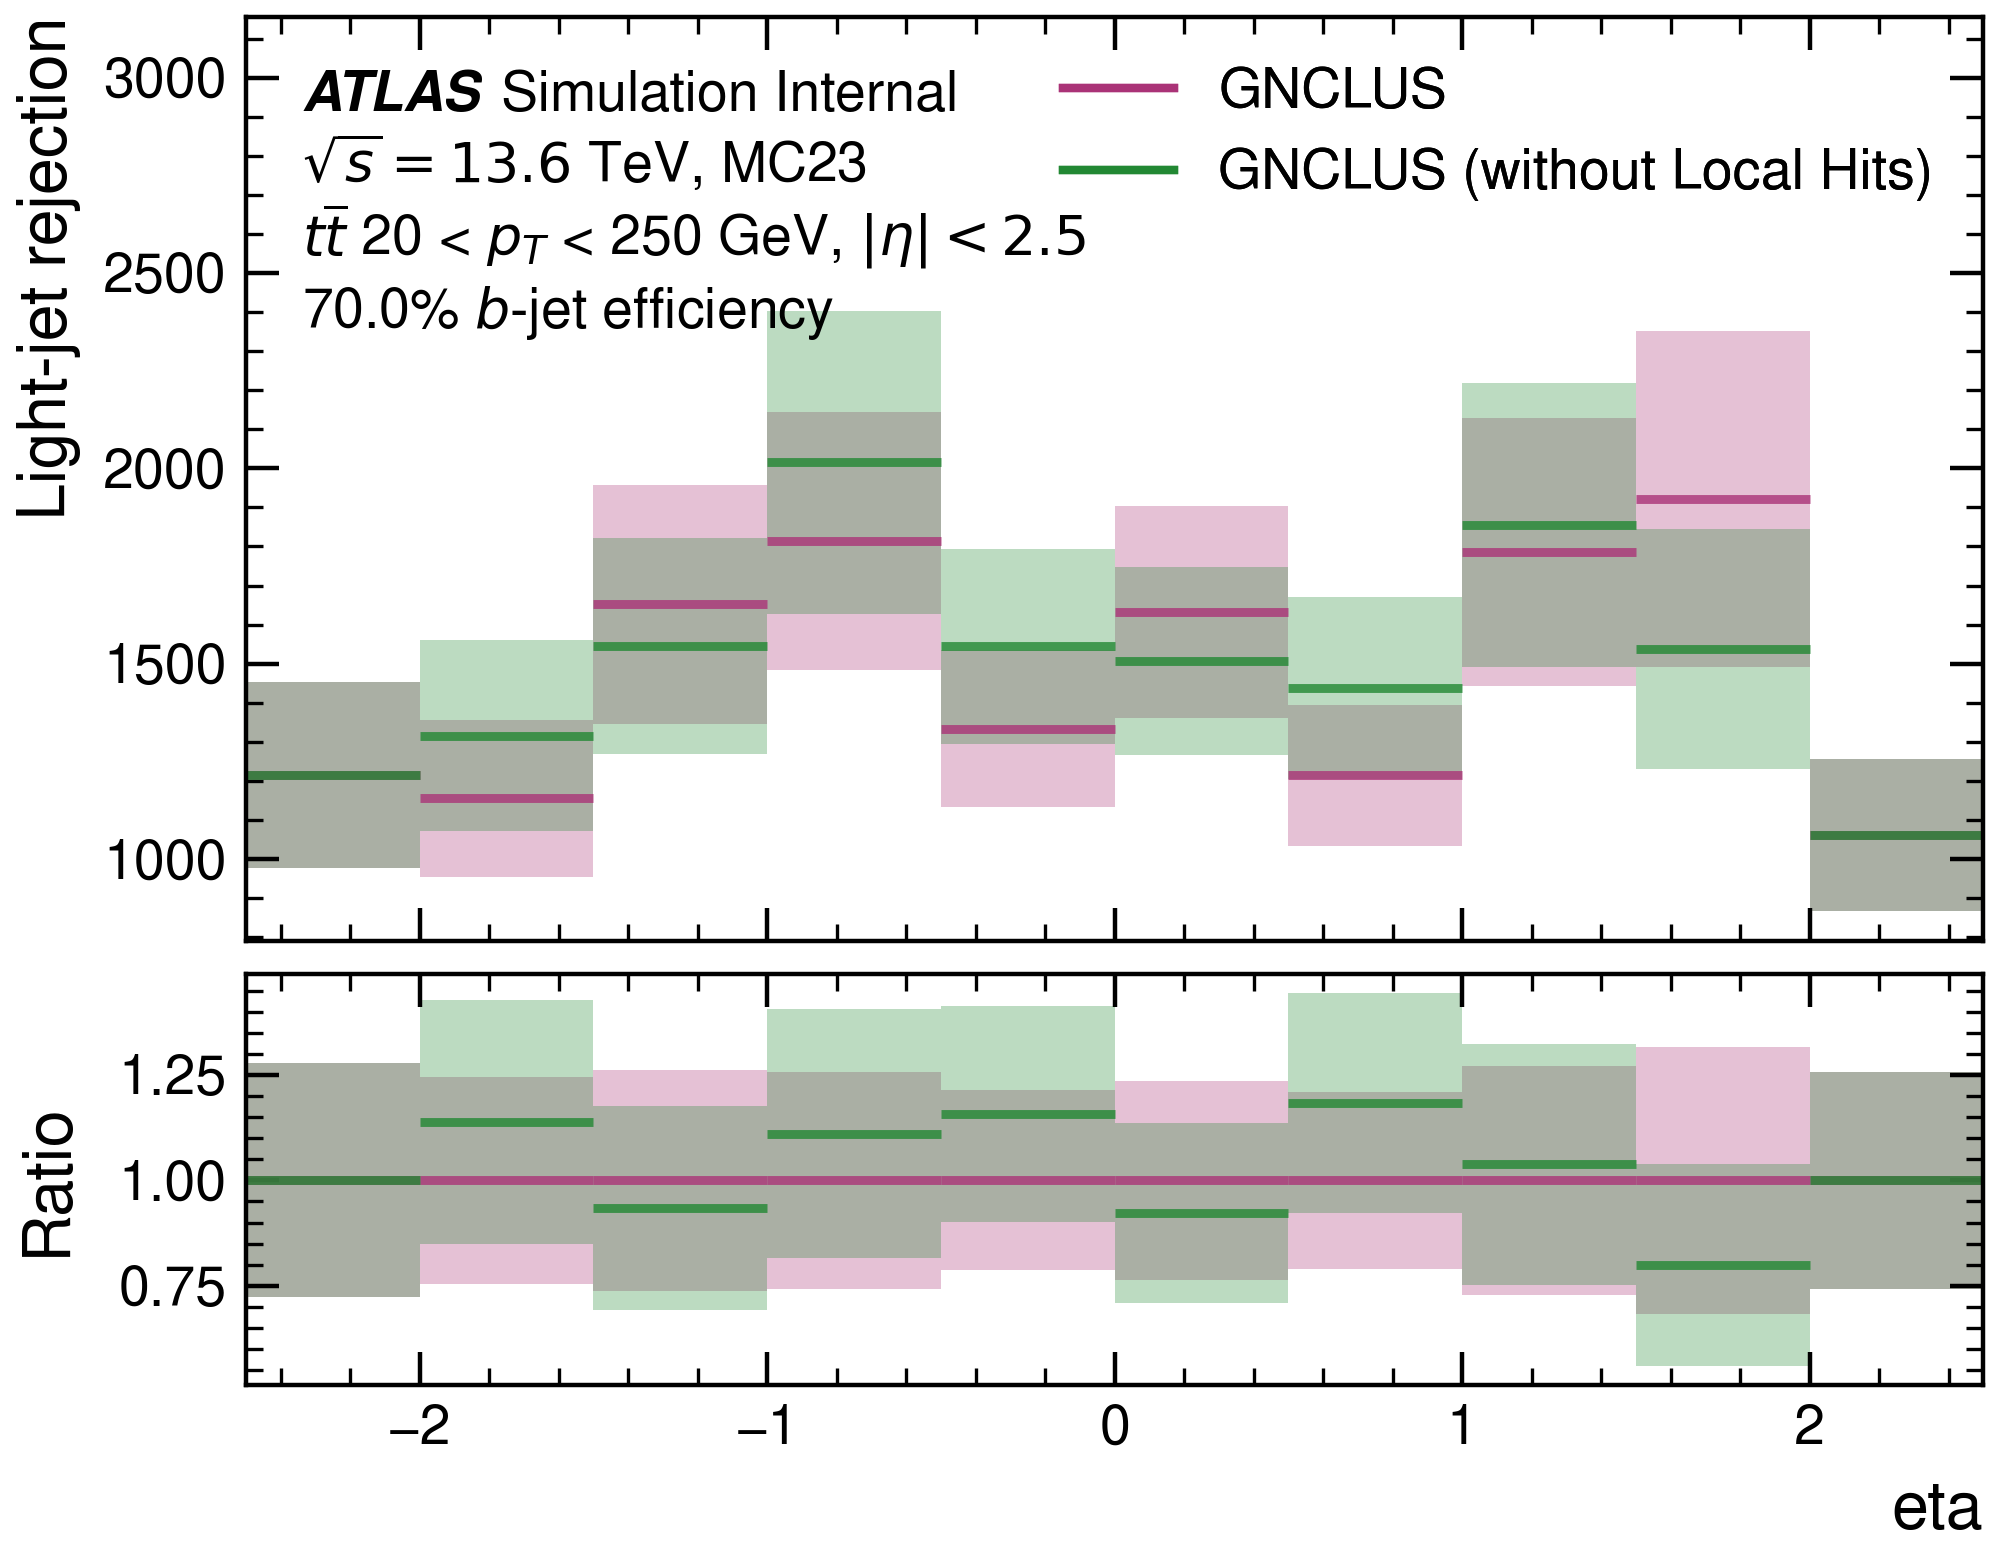 Light-jet rejection
3000
2500
2000
1500
1000
ATLAS Simulation Internal
√s = 13.6 TeV, MC23
tt̄ 20 < p_T < 250 GeV, |η| < 2.5
70.0% b-jet efficiency
GNCLUS
GNCLUS (without Local Hits)
Ratio
1.25
1.00
0.75
−2 −1 0 1 2
eta